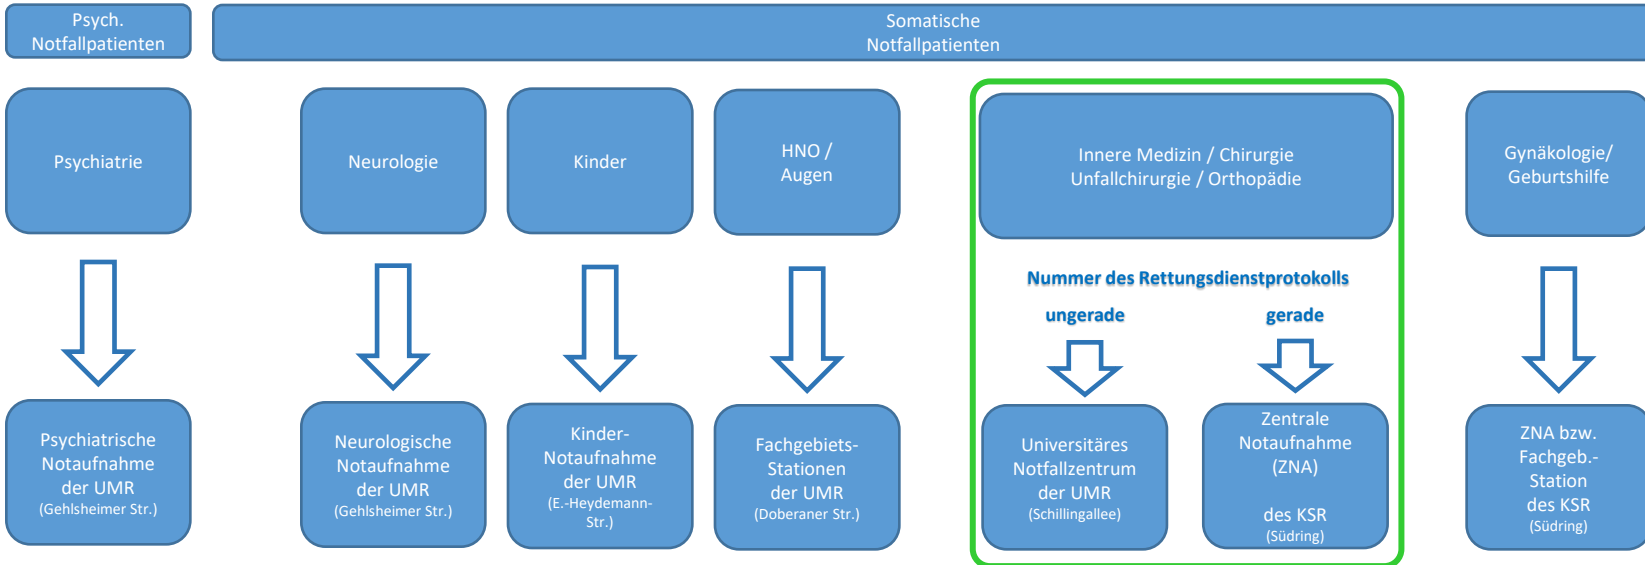 Psych.
Notfallpatienten
Somatische
Notfallpatienten
Psychiatrie
Neurologie
Kinder
HNO /
Augen
Innere Medizin / Chirurgie
Unfallchirurgie / Orthopädie
Gynäkologie/
Geburtshilfe
Nummer des Rettungsdienstprotokolls
ungerade
gerade
Psychiatrische
Notaufnahme
der UMR
(Gehlsheimer Str.)
Neurologische
Notaufnahme
der UMR
(Gehlsheimer Str.)
Kinder-
Notaufnahme
der UMR
(E.-Heydemann-
Str.)
Fachgebiets-
Stationen
der UMR
(Doberaner Str.)
Universitäres
Notfallzentrum
der UMR
(Schillingallee)
Zentrale
Notaufnahme
(ZNA)
des KSR
(Südring)
ZNA bzw.
Fachgeb.-
Station
des KSR
(Südring)